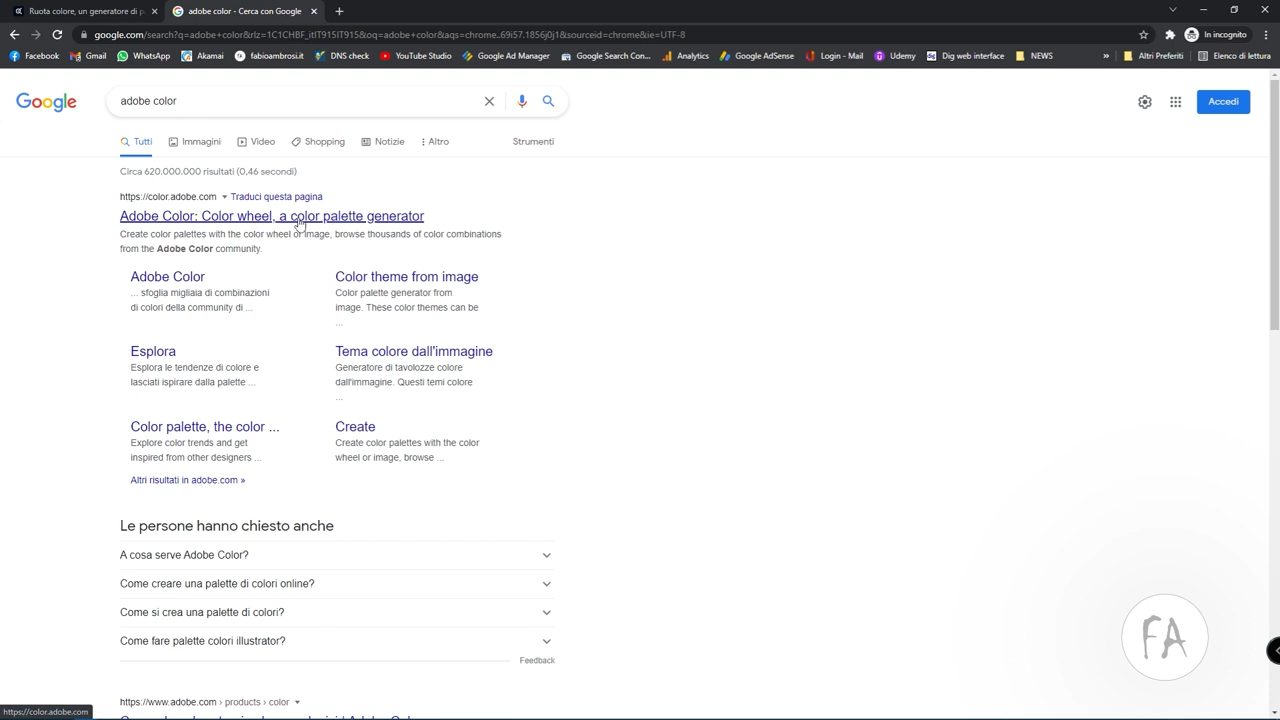 Ruota colore, un generatore di p
adobe color - Cerca con Google
google.com/search?q=adobe+color&rlz=1C1CHBF_itIT915IT915&oq=adobe+color&aqs=chrome..69i57.1856j0j1&sourceid=chrome&ie=UTF-8
In incognito
Facebook
Gmail
WhatsApp
Akamai
fabioambrosi.it
DNS check
YouTube Studio
Google Ad Manager
Google Search Con...
Google AdSense
Analytics
Login - Mail
Udemy
Dig web interface
NEWS
»
Altri Preferiti
Elenco di lettura
Google
adobe color
Accedi
Tutti
Immagini
Video
Shopping
Notizie
Altro
Strumenti
Circa 620.000.000 risultati (0,46 secondi)
https://color.adobe.com
Traduci questa pagina
Adobe Color: Color wheel, a color palette generator
Create color palettes with the color wheel or image, browse thousands of color combinations
from the Adobe Color community.
Adobe Color
... sfoglia migliaia di combinazioni
di colori della community di ...
Color theme from image
Color palette generator from
image. These color themes can be
...
Esplora
Esplora le tendenze di colore e
lasciati ispirare dalla palette ...
Tema colore dall'immagine
Generatore di tavolozze colore
dall'immagine. Questi temi colore
...
Color palette, the color ...
Explore color trends and get
inspired from other designers ...
Create
Create color palettes with the color
wheel or image, browse ...
Altri risultati in adobe.com »
Le persone hanno chiesto anche
A cosa serve Adobe Color?
Come creare una palette di colori online?
Come si crea una palette di colori?
Come fare palette colori illustrator?
Feedback
FA
https://www.adobe.com › products › color
https://color.adobe.com